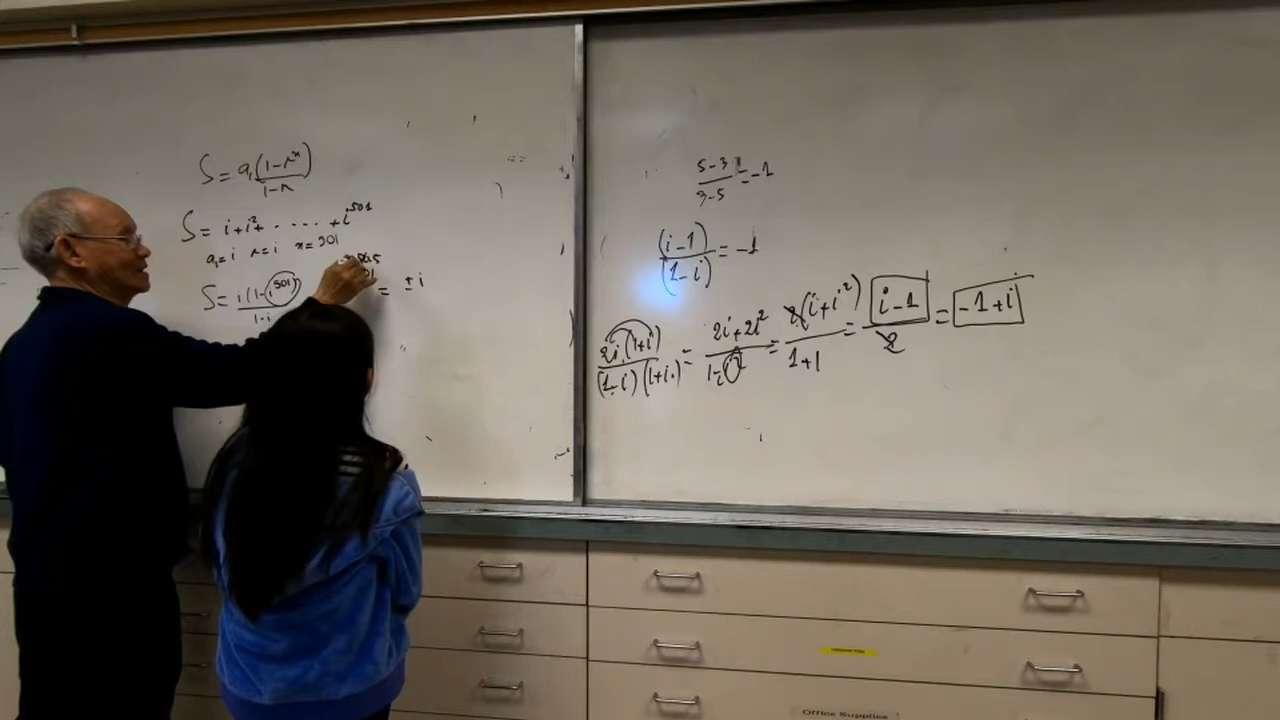 S = a₁(1-rⁿ)/1-r
S = i + i² + ..... + i⁵⁰¹
a₁ = i r = i n = 501
S = i(1-i⁵⁰¹)/1-i
= ± i
5-3/3-5 = -1
(i-1)/(1-i) = -1
2i(1+i)/(1-i)(1+i) = 2i+2i²/1-i² = 2(i+i²)/1+1 = i-1/2 = -1+i
Office Supplies